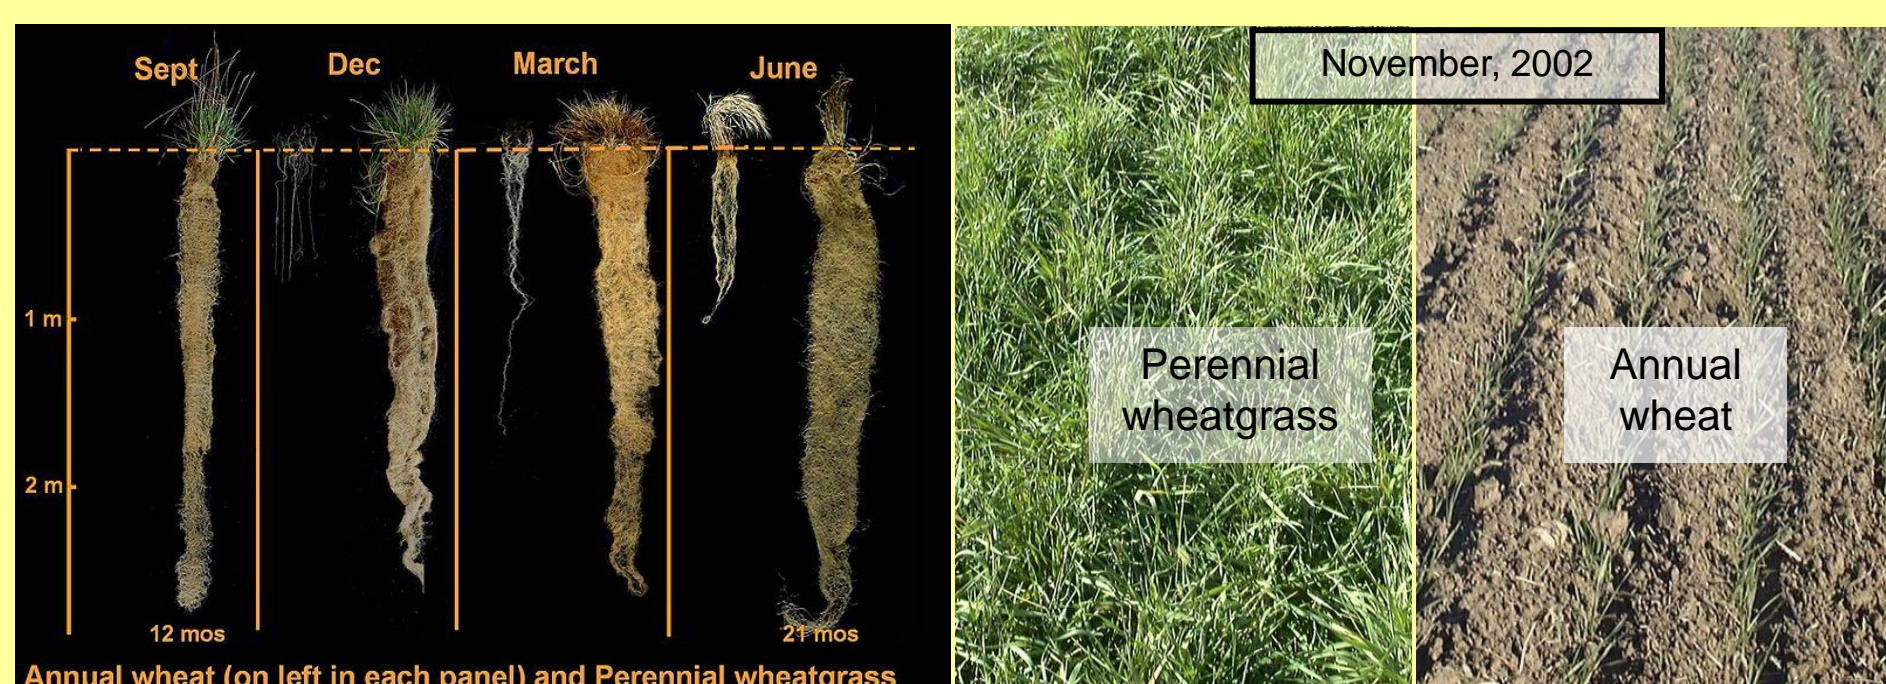 Sept
Dec
March
June
1 m
2 m
12 mos
21 mos
Annual wheat (on left in each panel) and Perennial wheatgrass
November, 2002
Perennial
wheatgrass
Annual
wheat